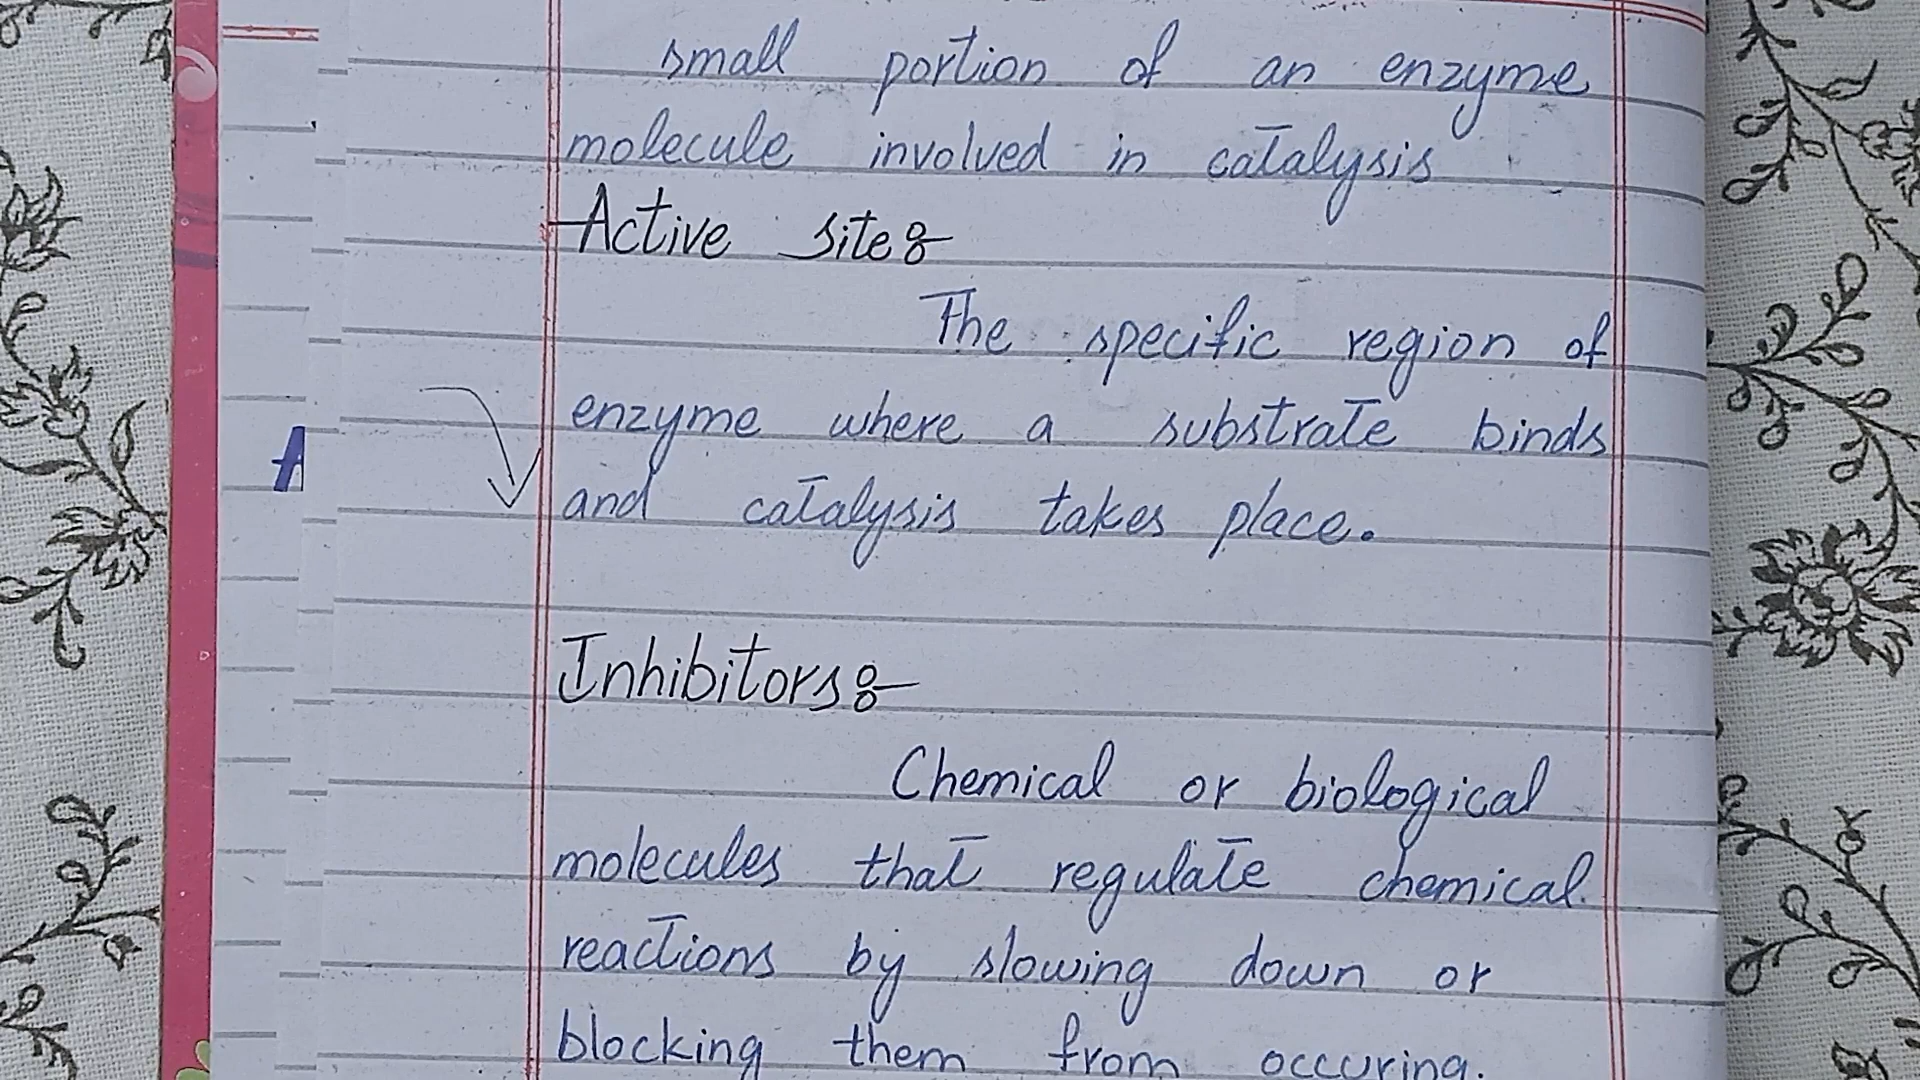 small portion of an enzyme
molecule involved in catalysis
Active site:-
The specific region of
enzyme where a substrate binds
and catalysis takes place.
A
Inhibitors:-
Chemical or biological
molecules that regulate chemical
reactions by slowing down or
blocking them from occuring.